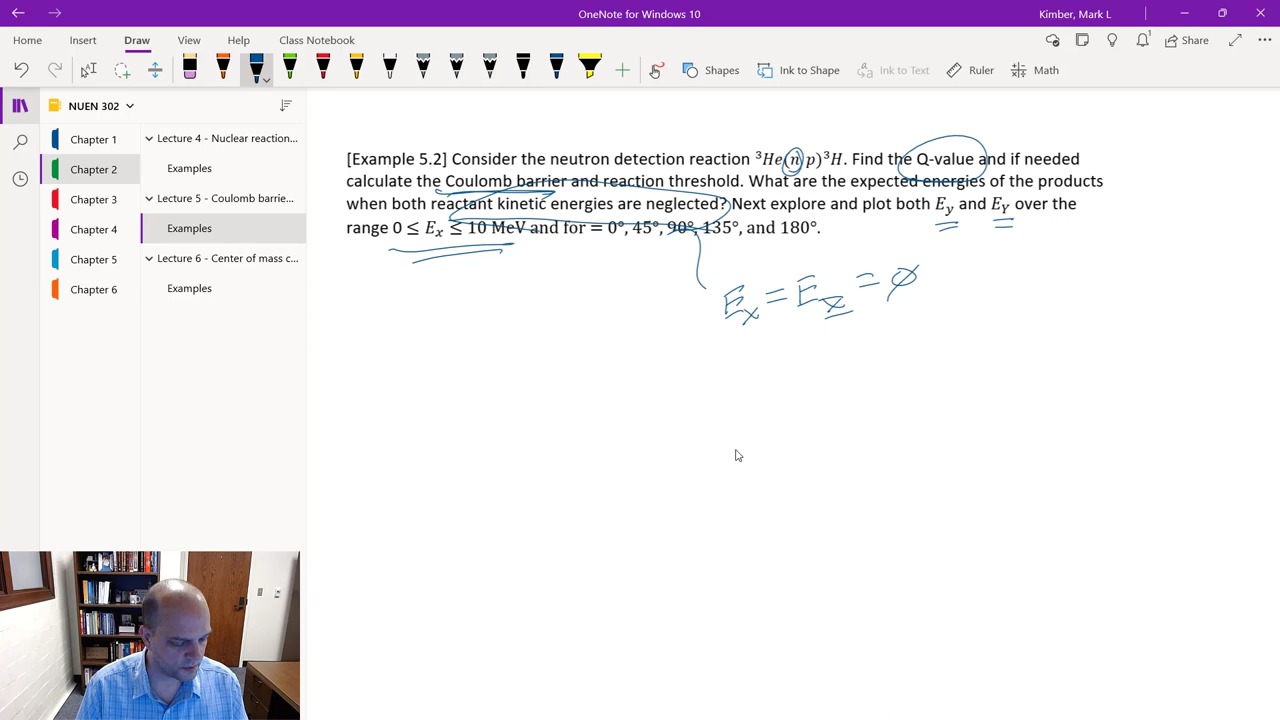 OneNote for Windows 10
Kimber, Mark L
Home Insert Draw View Help Class Notebook
Share
Shapes Ink to Shape Ink to Text Ruler Math
NUEN 302
Chapter 1
Chapter 2
Chapter 3
Chapter 4
Chapter 5
Chapter 6
Lecture 4 - Nuclear reaction...
Examples
Lecture 5 - Coulomb barrie...
Examples
Lecture 6 - Center of mass c...
Examples
[Example 5.2] Consider the neutron detection reaction ³He(n, p)³H. Find the Q-value and if needed
calculate the Coulomb barrier and reaction threshold. What are the expected energies of the products
when both reactant kinetic energies are neglected? Next explore and plot both E_y and E_Y over the
range 0 ≤ E_x ≤ 10 MeV and for = 0°, 45°, 90°, 135°, and 180°.
E_x = E_X = ∅